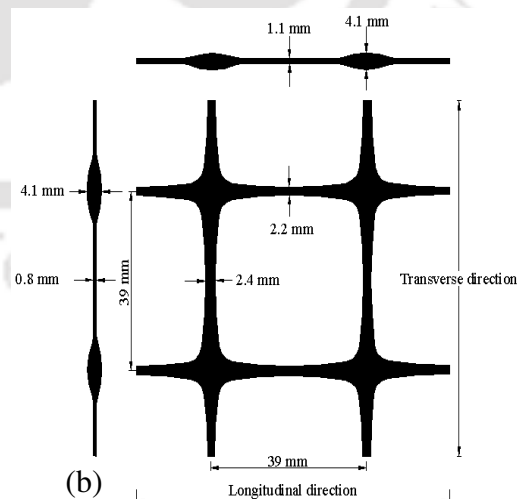 1.1 mm
4.1 mm
4.1 mm
2.2 mm
0.8 mm
39 mm
2.4 mm
Transverse direction
39 mm
(b)
Longitudinal direction